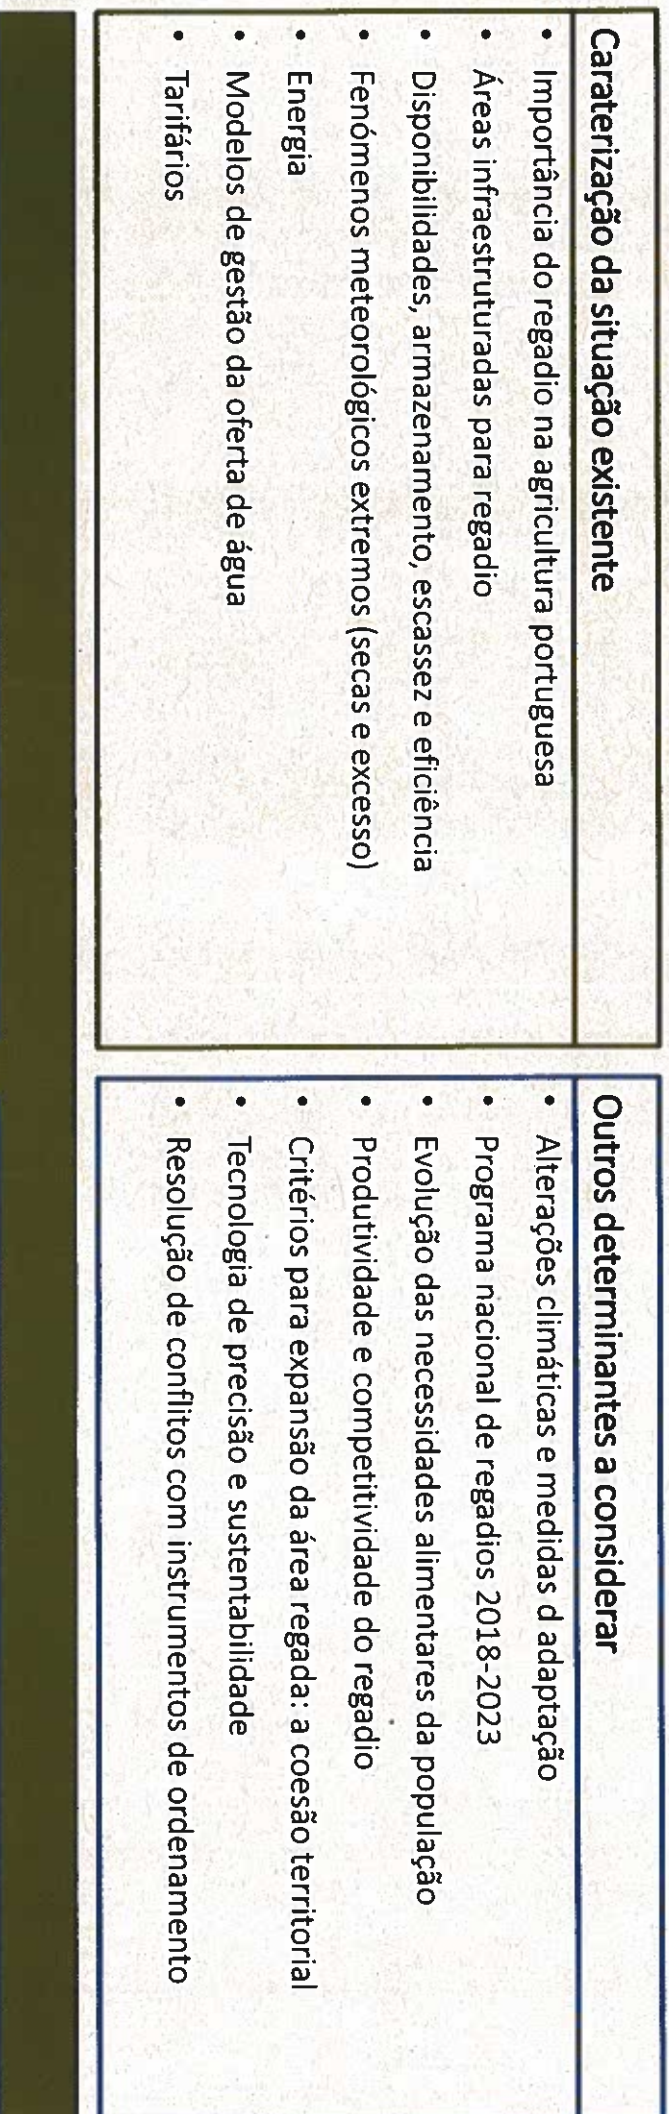 Caraterização da situação existente
• Importância do regadio na agricultura portuguesa
• Áreas infraestruturadas para regadio
• Disponibilidades, armazenamento, escassez e eficiência
• Fenómenos meteorológicos extremos (secas e excesso)
• Energia
• Modelos de gestão da oferta de água
• Tarifários
Outros determinantes a considerar
• Alterações climáticas e medidas d adaptação
• Programa nacional de regadios 2018-2023
• Evolução das necessidades alimentares da população
• Produtividade e competitividade do regadio
• Critérios para expansão da área regada: a coesão territorial
• Tecnologia de precisão e sustentabilidade
• Resolução de conflitos com instrumentos de ordenamento